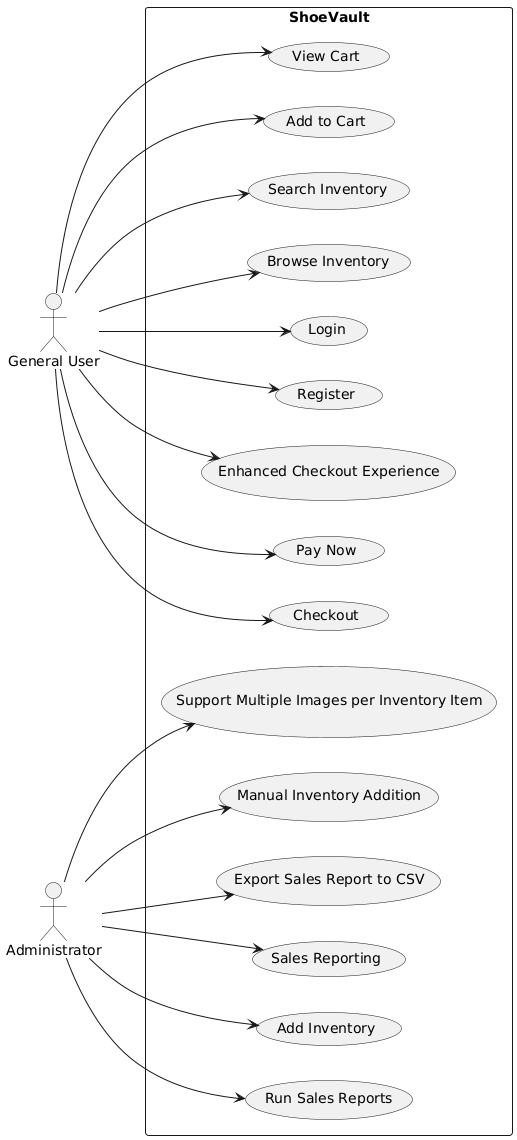 ShoeVault
View Cart
Add to Cart
Search Inventory
Browse Inventory
Login
General User
Register
Enhanced Checkout Experience
Pay Now
Checkout
Support Multiple Images per Inventory Item
Manual Inventory Addition
Export Sales Report to CSV
Administrator
Sales Reporting
Add Inventory
Run Sales Reports